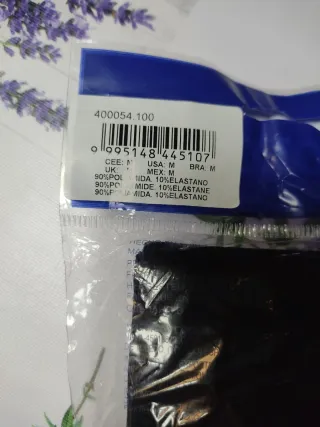 400054.100
9 995148 445107
CEE: M USA: M BRA: M
UK: MEX: M
90%POLIAMIDA. 10%ELASTANO
90%POLYAMIDE. 10%ELASTANE
90%POLIAMIDA. 10%ELASTANO